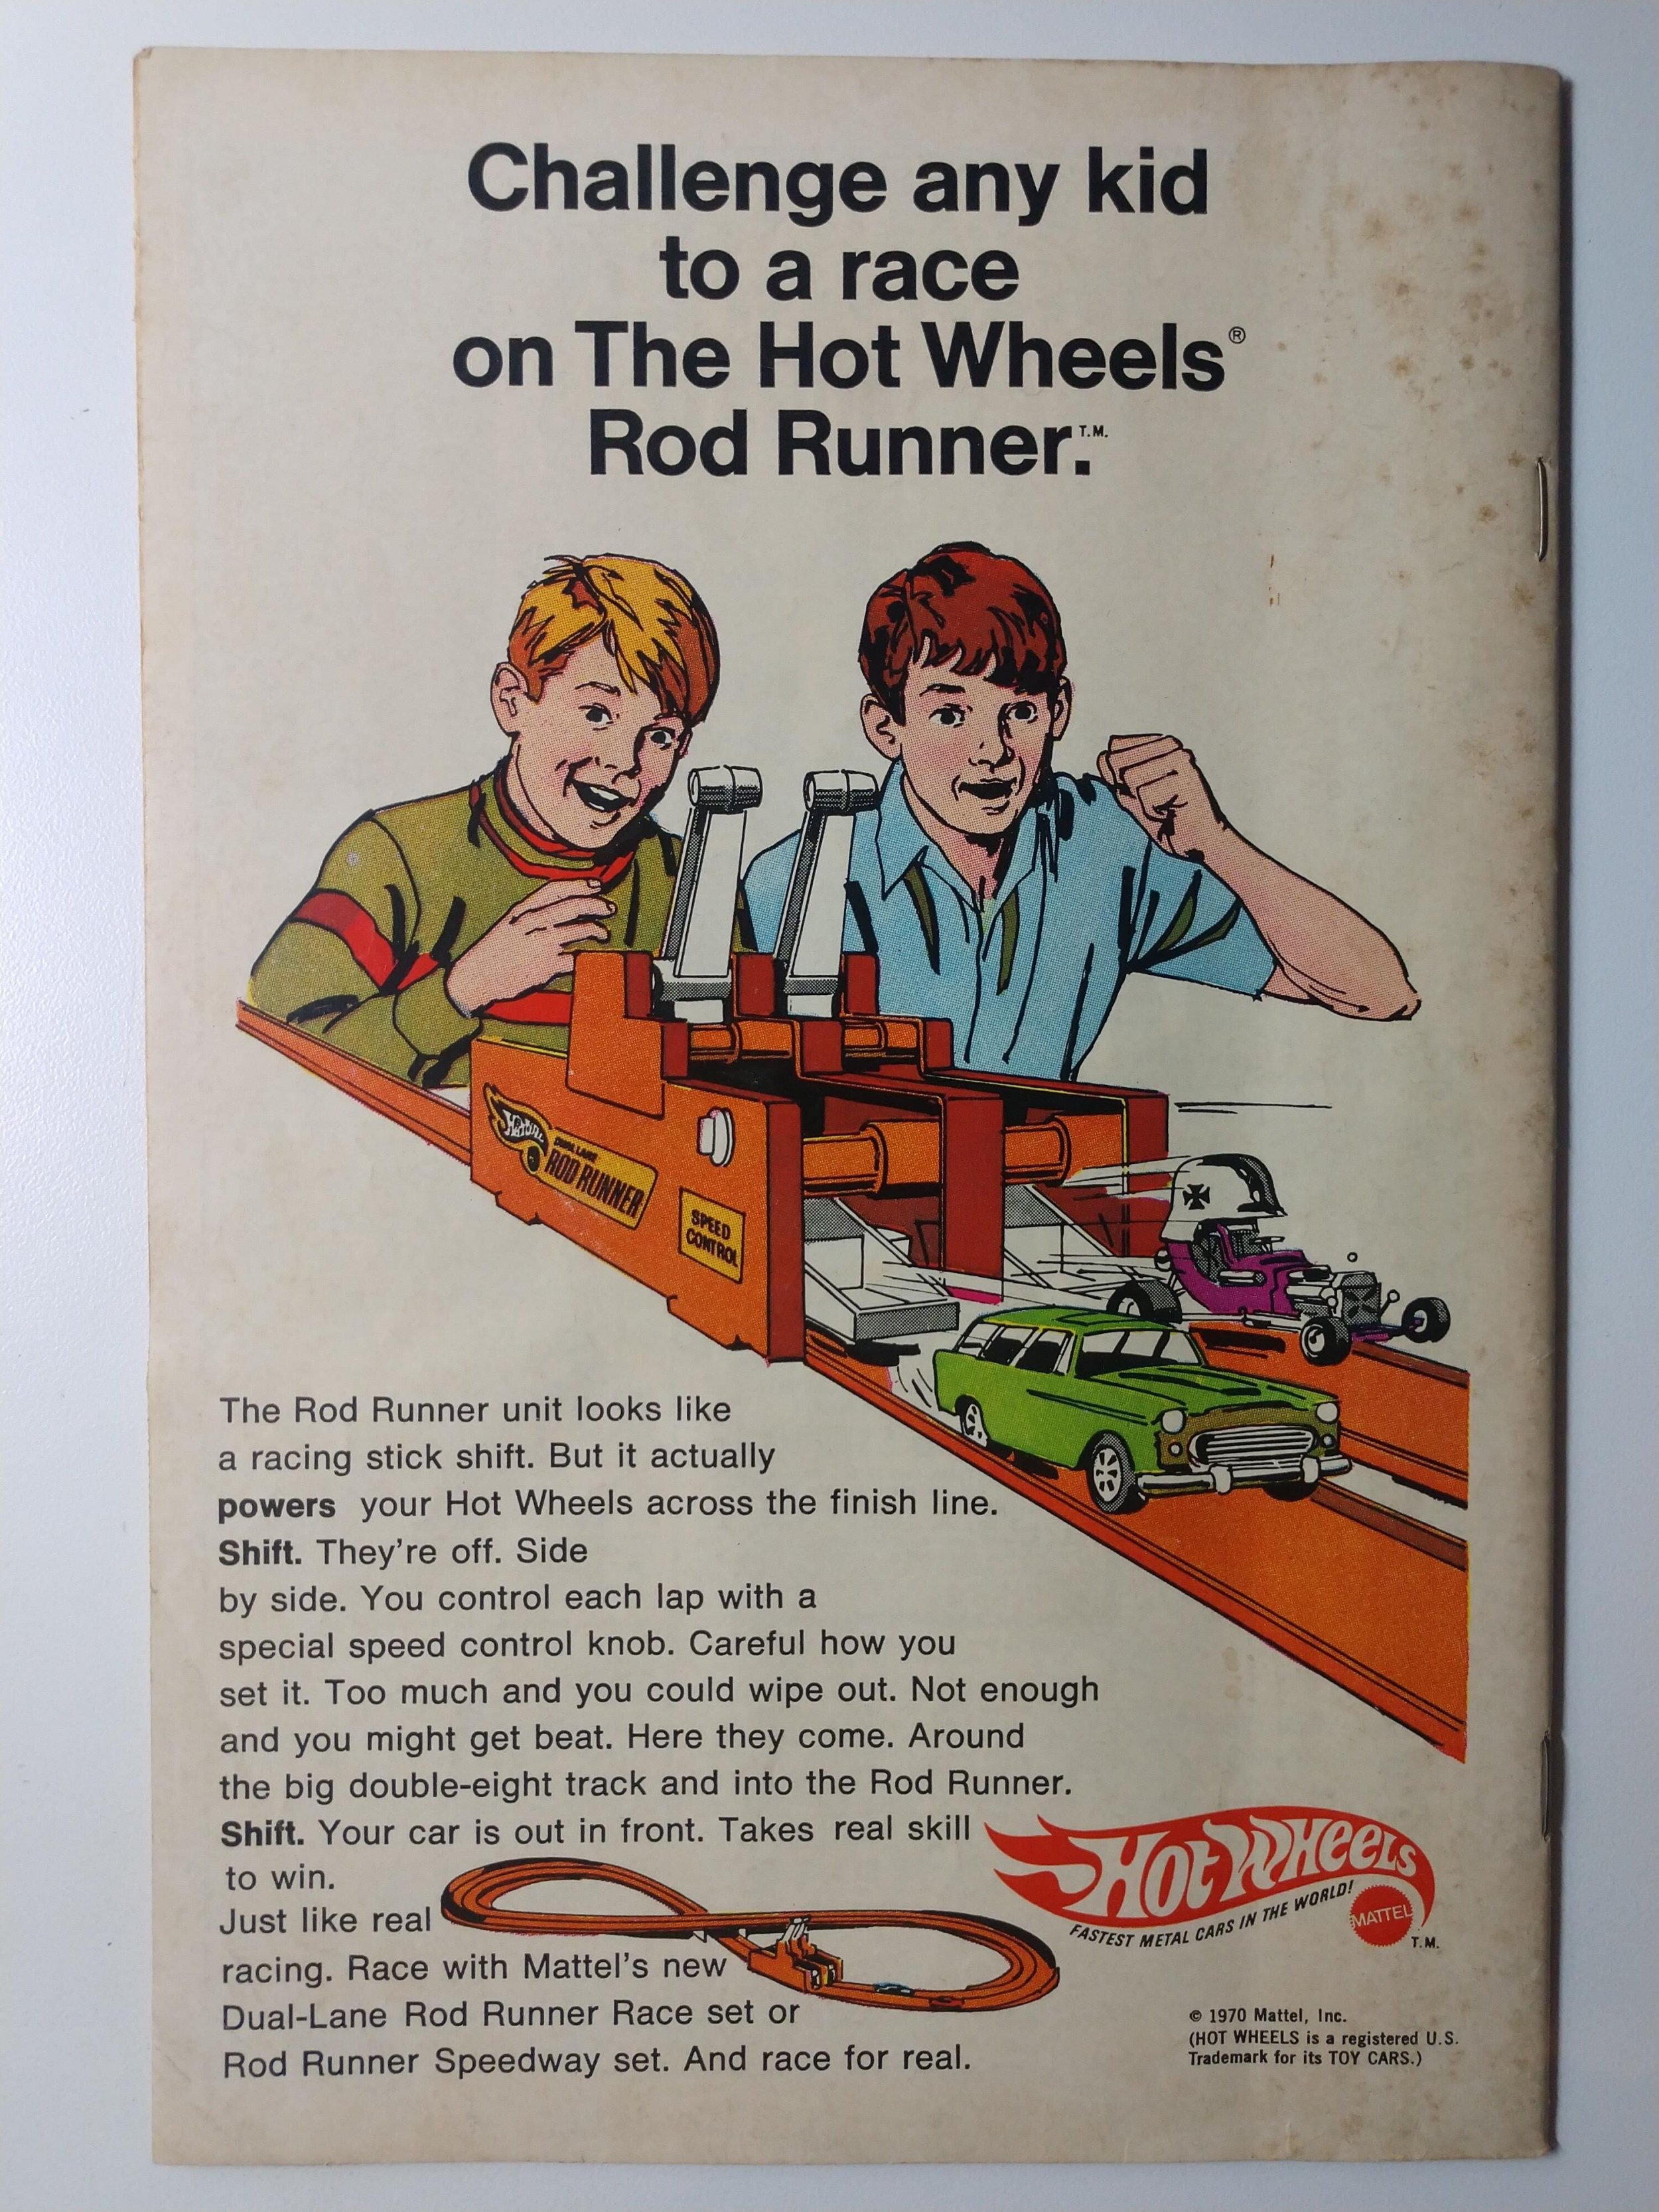 Challenge any kid
to a race
on The Hot Wheels®
Rod Runner.T.M.
HOT WHEELS
DUAL LANE
ROD RUNNER
SPEED
CONTROL
The Rod Runner unit looks like
a racing stick shift. But it actually
powers your Hot Wheels across the finish line.
Shift. They're off. Side
by side. You control each lap with a
special speed control knob. Careful how you
set it. Too much and you could wipe out. Not enough
and you might get beat. Here they come. Around
the big double-eight track and into the Rod Runner.
Shift. Your car is out in front. Takes real skill
to win.
Just like real
racing. Race with Mattel's new
Dual-Lane Rod Runner Race set or
Rod Runner Speedway set. And race for real.
HOT WHEELS
FASTEST METAL CARS IN THE WORLD!
MATTEL
T.M.
© 1970 Mattel, Inc.
(HOT WHEELS is a registered U.S.
Trademark for its TOY CARS.)